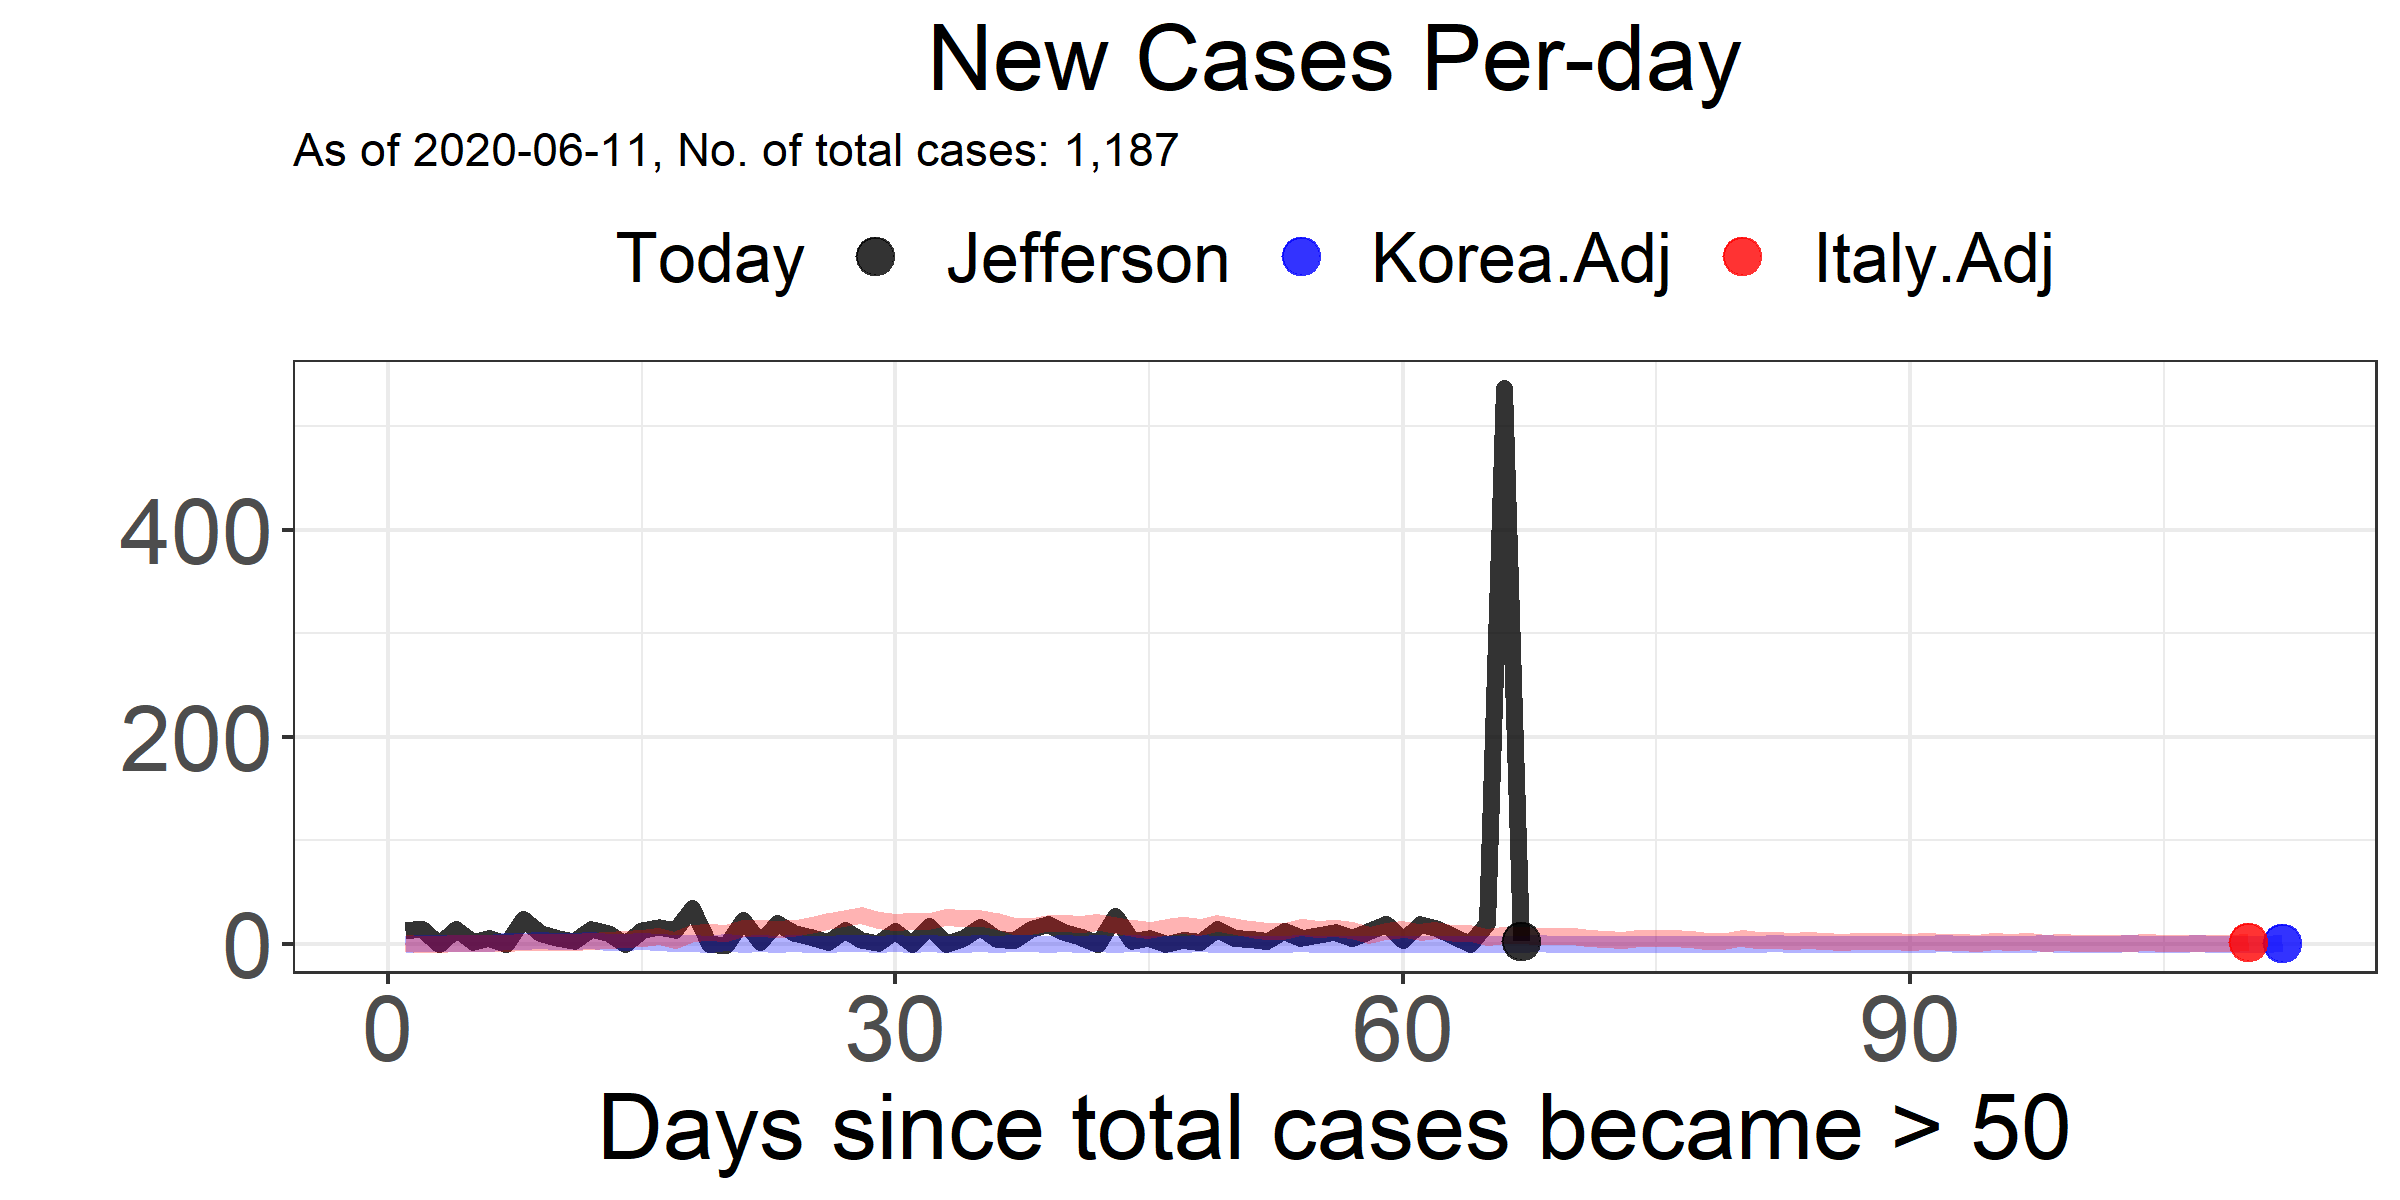 New Cases Per-day
As of 2020-06-11, No. of total cases: 1,187
Today Jefferson Korea.Adj Italy.Adj
400
200
0
0 30 60 90
Days since total cases became > 50